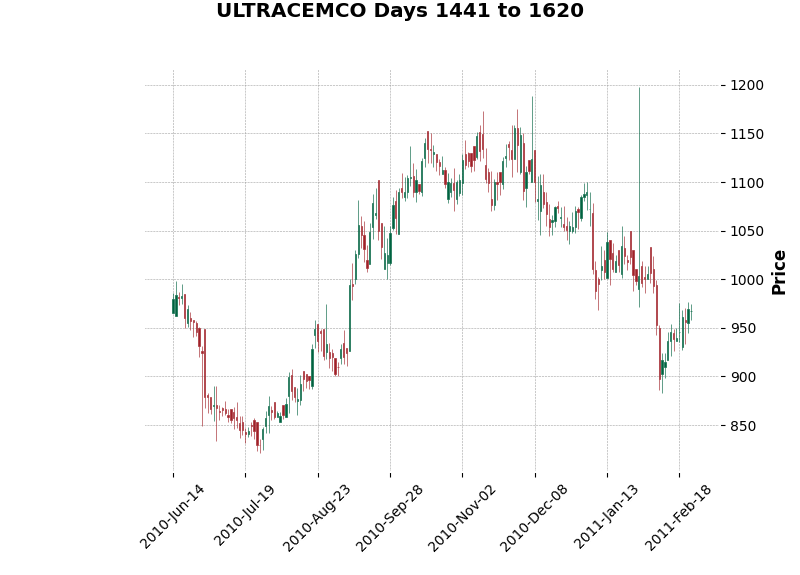 ULTRACEMCO Days 1441 to 1620
1200
1150
1100
1050
1000
950
900
850
Price
2010-Jun-14
2010-Jul-19
2010-Aug-23
2010-Sep-28
2010-Nov-02
2010-Dec-08
2011-Jan-13
2011-Feb-18